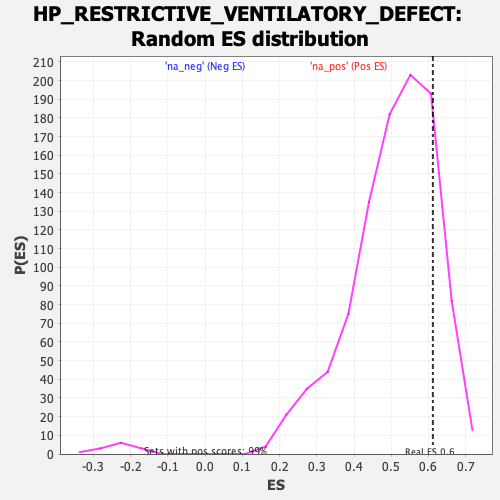 HP_RESTRICTIVE_VENTILATORY_DEFECT:
Random ES distribution
'na_neg' (Neg ES)
'na_pos' (Pos ES)
210
200
190
180
170
160
150
140
130
120
110
100
90
80
70
60
50
40
30
20
10
0
P(ES)
Sets with pos scores: 99%
Real ES 0.6
-0.3 -0.2 -0.1 0.0 0.1 0.2 0.3 0.4 0.5 0.6 0.7
ES